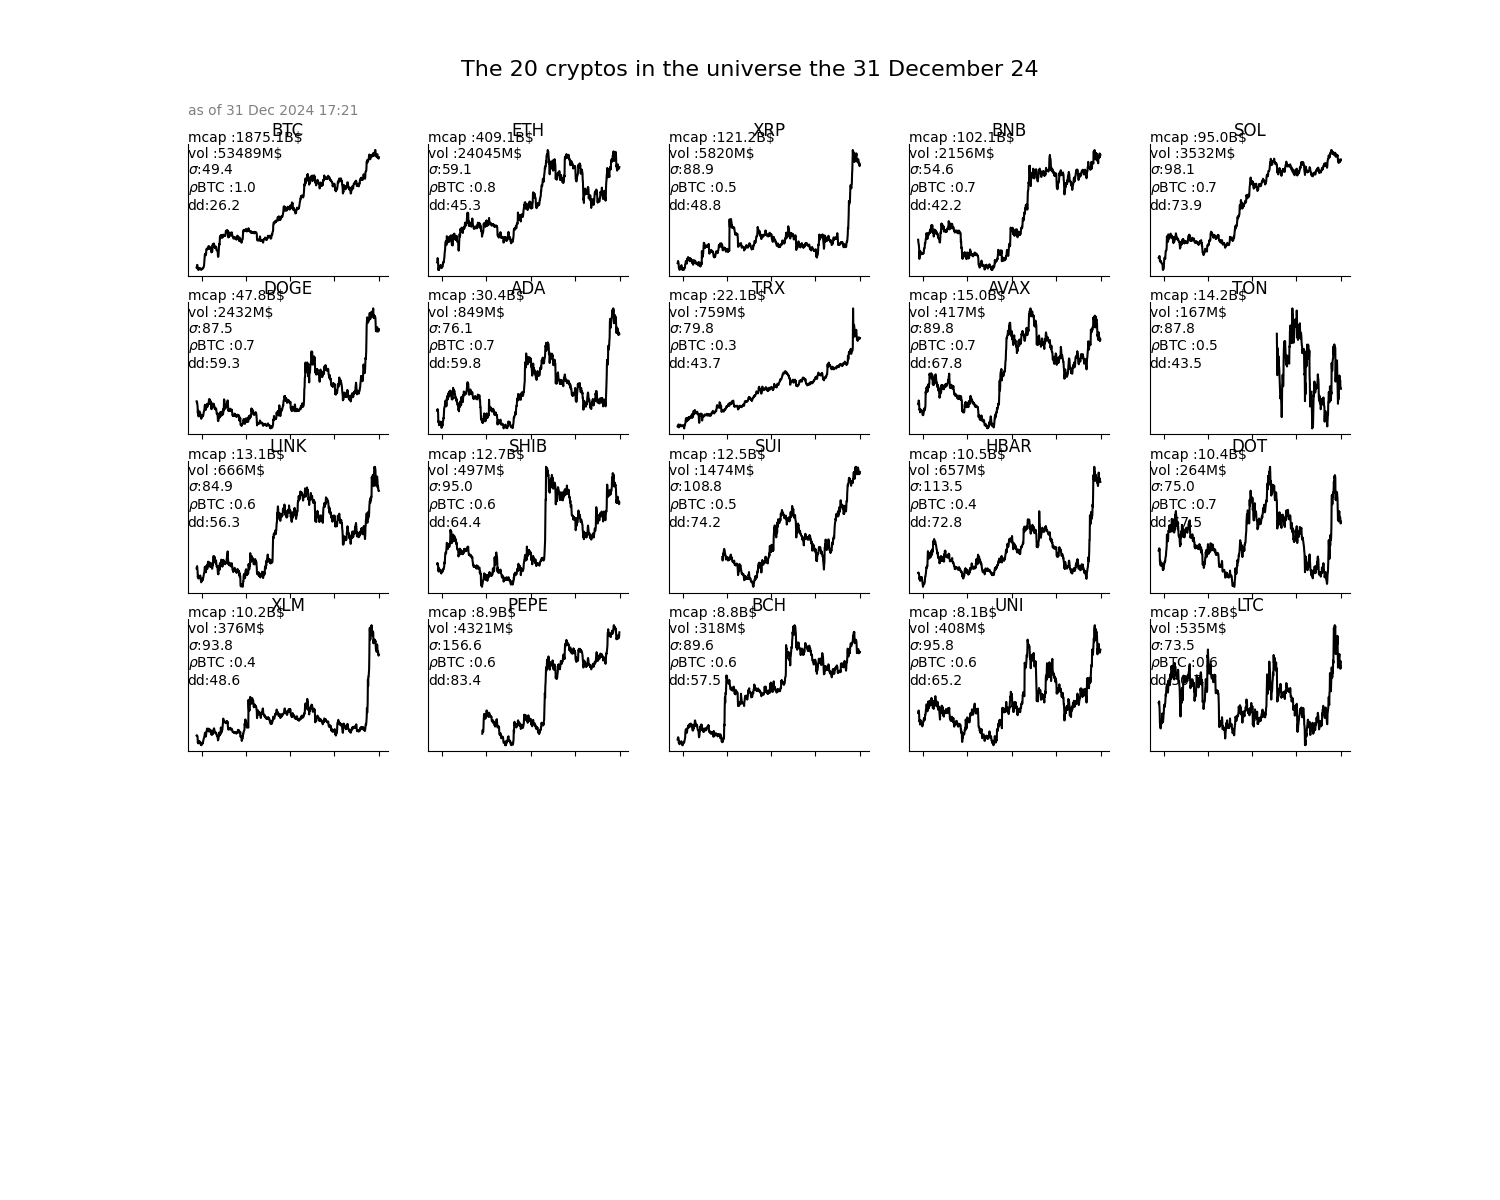 The 20 cryptos in the universe the 31 December 24
as of 31 Dec 2024 17:21
BTC
mcap :1875.1B$
vol :53489M$
σ:49.4
ρBTC :1.0
dd:26.2
ETH
mcap :409.1B$
vol :24045M$
σ:59.1
ρBTC :0.8
dd:45.3
XRP
mcap :121.2B$
vol :5820M$
σ:88.9
ρBTC :0.5
dd:48.8
BNB
mcap :102.1B$
vol :2156M$
σ:54.6
ρBTC :0.7
dd:42.2
SOL
mcap :95.0B$
vol :3532M$
σ:98.1
ρBTC :0.7
dd:73.9
DOGE
mcap :47.8B$
vol :2432M$
σ:87.5
ρBTC :0.7
dd:59.3
ADA
mcap :30.4B$
vol :849M$
σ:76.1
ρBTC :0.7
dd:59.8
TRX
mcap :22.1B$
vol :759M$
σ:79.8
ρBTC :0.3
dd:43.7
AVAX
mcap :15.0B$
vol :417M$
σ:89.8
ρBTC :0.7
dd:67.8
TON
mcap :14.2B$
vol :167M$
σ:87.8
ρBTC :0.5
dd:43.5
LINK
mcap :13.1B$
vol :666M$
σ:84.9
ρBTC :0.6
dd:56.3
SHIB
mcap :12.7B$
vol :497M$
σ:95.0
ρBTC :0.6
dd:64.4
SUI
mcap :12.5B$
vol :1474M$
σ:108.8
ρBTC :0.5
dd:74.2
HBAR
mcap :10.5B$
vol :657M$
σ:113.5
ρBTC :0.4
dd:72.8
DOT
mcap :10.4B$
vol :264M$
σ:75.0
ρBTC :0.7
XLM
mcap :10.2B$
vol :376M$
σ:93.8
ρBTC :0.4
dd:48.6
PEPE
mcap :8.9B$
vol :4321M$
σ:156.6
ρBTC :0.6
dd:83.4
BCH
mcap :8.8B$
vol :318M$
σ:89.6
ρBTC :0.6
dd:57.5
UNI
mcap :8.1B$
vol :408M$
σ:95.8
ρBTC :0.6
dd:65.2
LTC
mcap :7.8B$
vol :535M$
σ:73.5
ρBTC :0.6